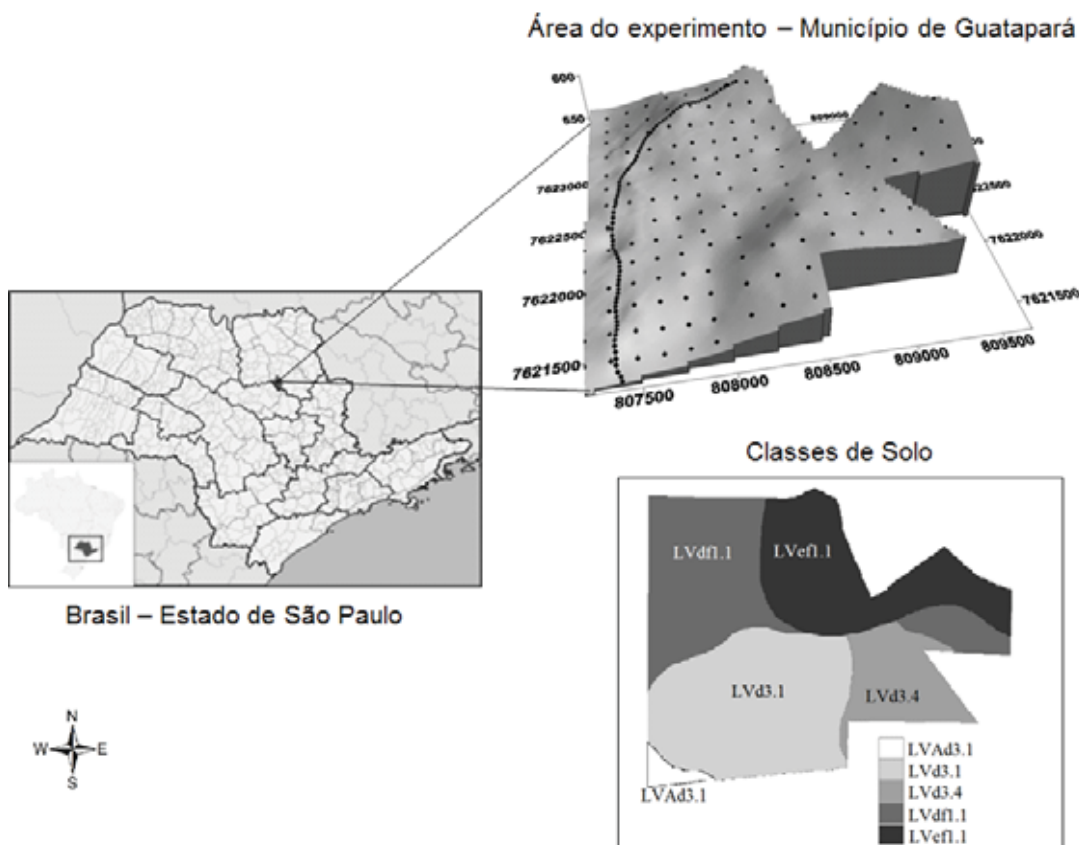 Área do experimento – Município de Guatapará
600
650
7623000
7622500
7622000
7621500
807500
808000
808500
809000
809500
809000
7622000
7621500
Brasil – Estado de São Paulo
N
W
E
S
Classes de Solo
LVdf1.1
LVef1.1
LVd3.1
LVd3.4
LVAd3.1
LVAd3.1
LVd3.1
LVd3.4
LVdf1.1
LVef1.1